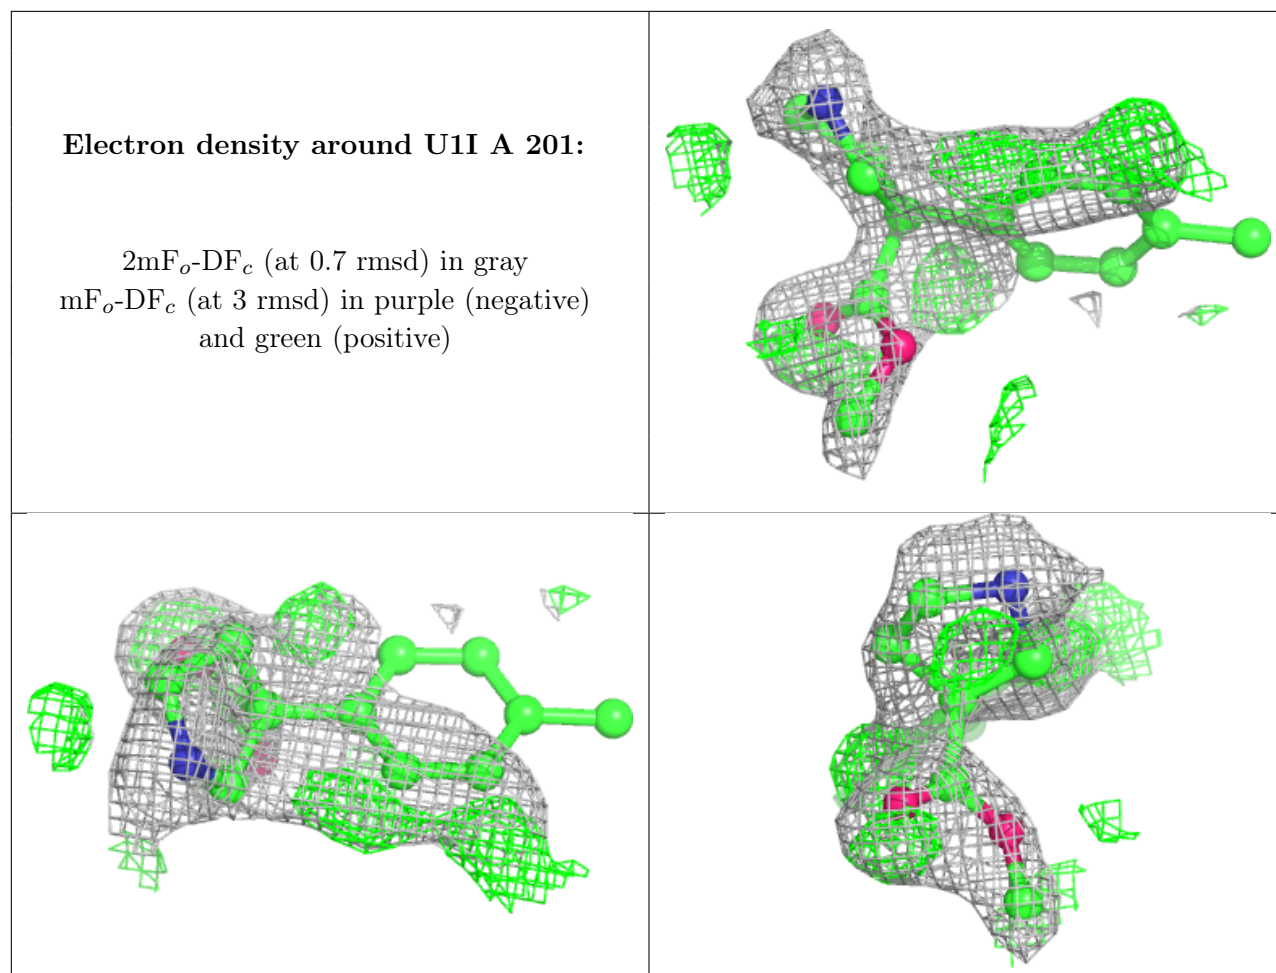 Electron density around U1I A 201:
2mFo-DFc (at 0.7 rmsd) in gray
mFo-DFc (at 3 rmsd) in purple (negative)
and green (positive)